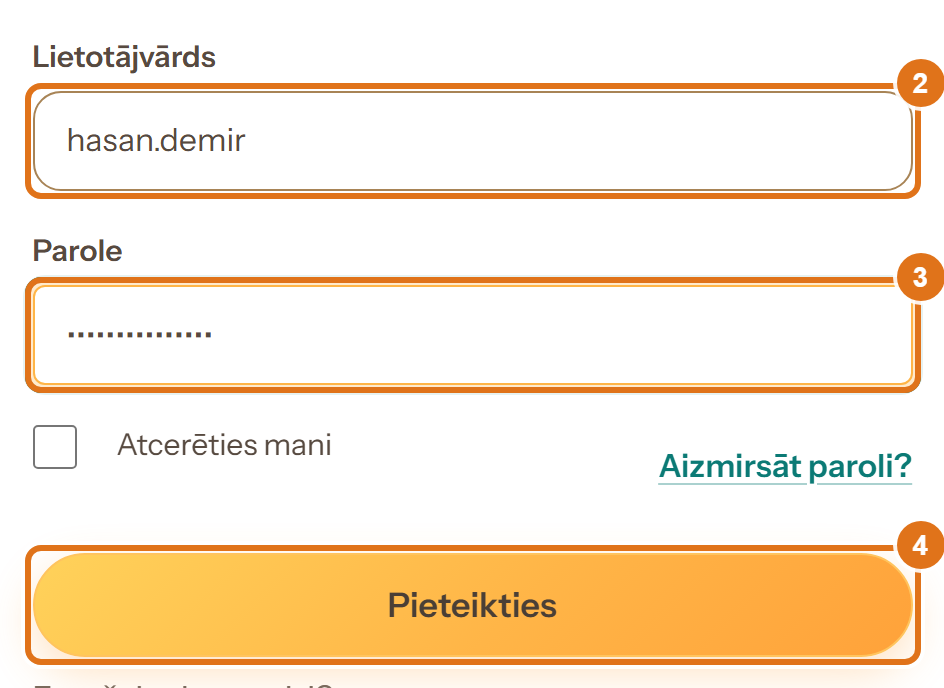 Lietotājvārds
2
hasan.demir
Parole
3
•••••••••••••••
Atcerēties mani
Aizmirsāt paroli?
4
Pieteikties